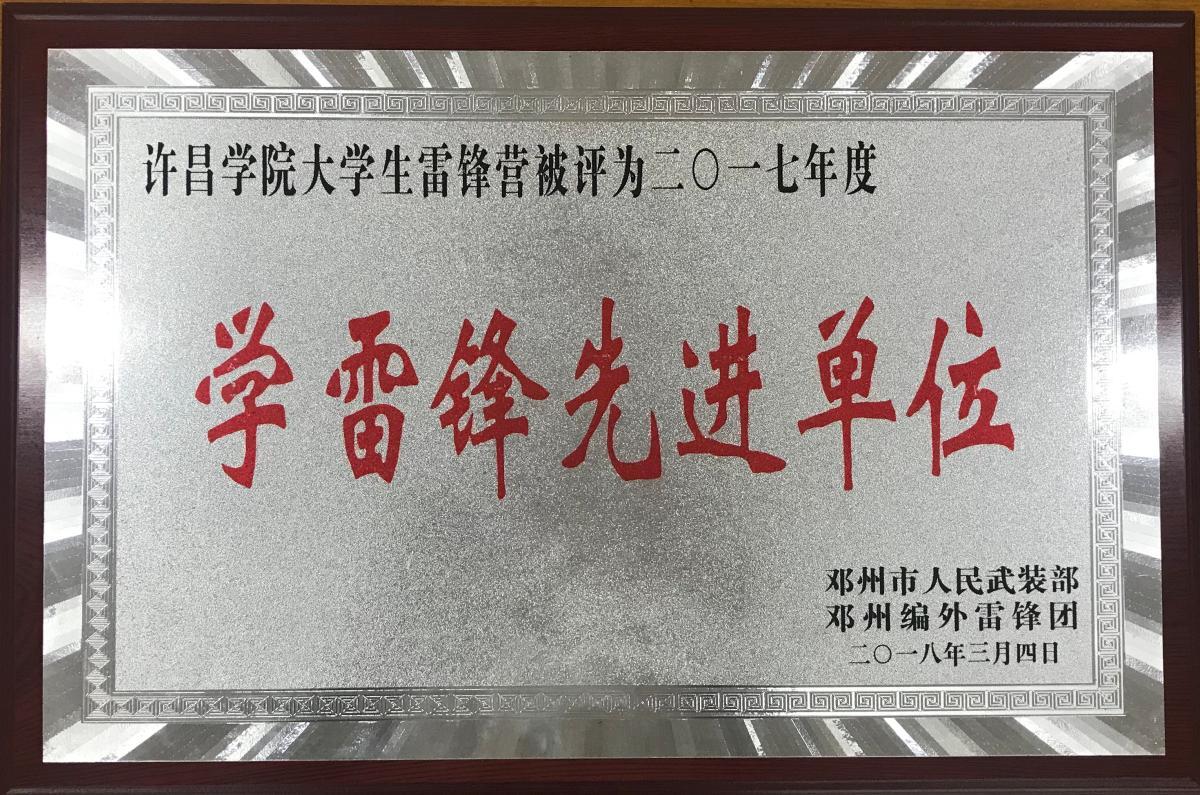 许昌学院大学生雷锋营被评为二〇一七年度
学雷锋先进单位
邓州市人民武装部
邓州编外雷锋团
二〇一八年三月四日